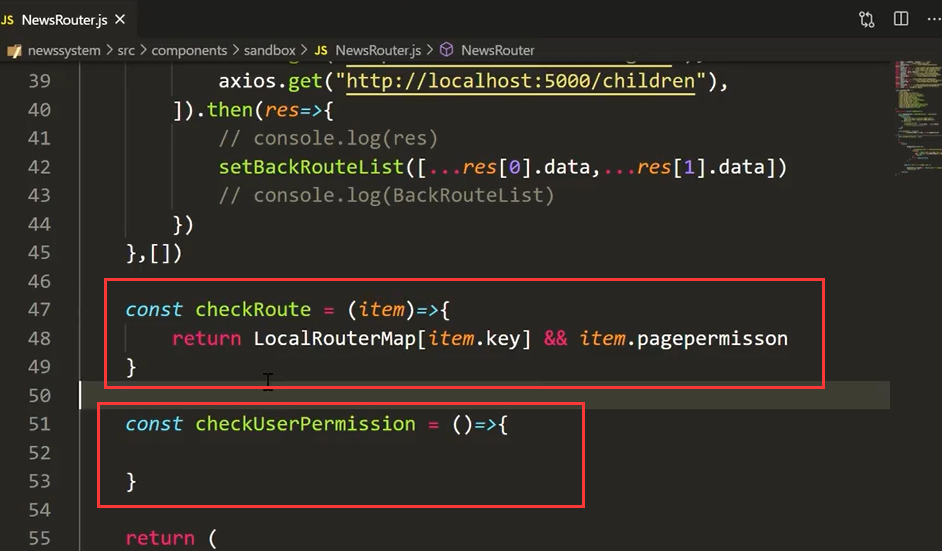 JS NewsRouter.js ×
newssystem > src > components > sandbox > JS NewsRouter.js > NewsRouter
39 axios.get("http://localhost:5000/children"),
40 ]).then(res=>{
41 // console.log(res)
42 setBackRouteList([...res[0].data,...res[1].data])
43 // console.log(BackRouteList)
44 })
45 },[])
46
47 const checkRoute = (item)=>{
48 return LocalRouterMap[item.key] && item.pagepermisson
49 }
50
51 const checkUserPermission = ()=>{
52
53 }
54
55 return (